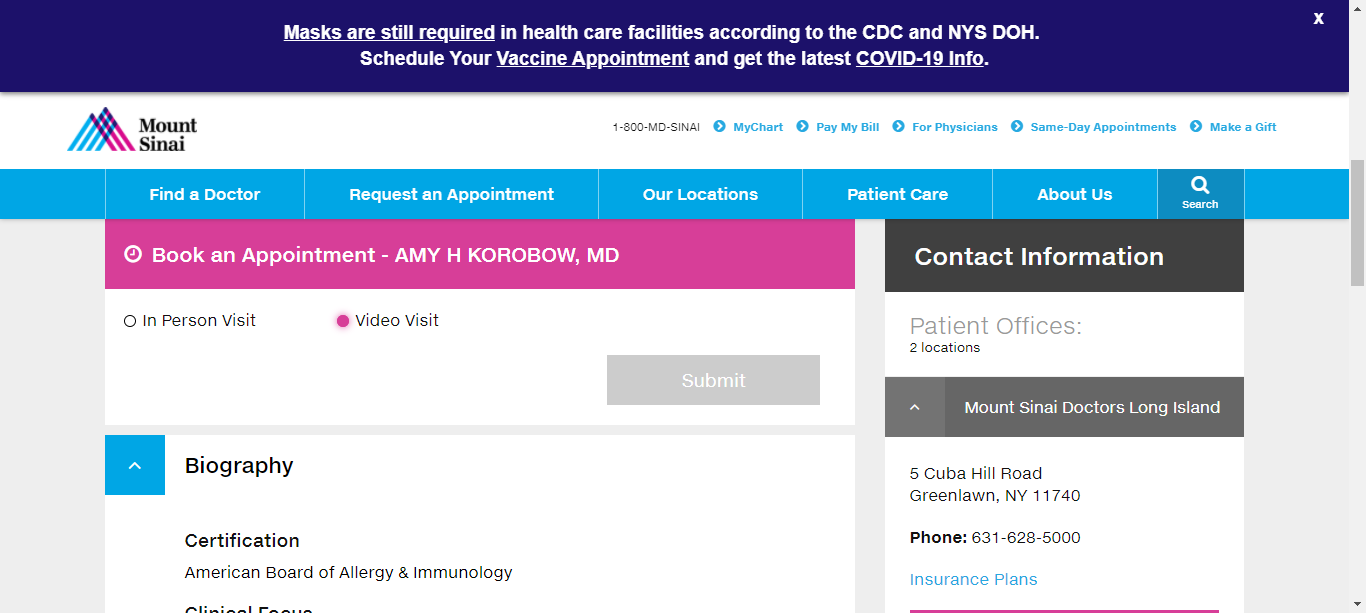 Masks are still required in health care facilities according to the CDC and NYS DOH.
Schedule Your Vaccine Appointment and get the latest COVID-19 Info.
X
Mount
Sinai
1-800-MD-SINAI MyChart Pay My Bill For Physicians Same-Day Appointments Make a Gift
Find a Doctor Request an Appointment Our Locations Patient Care About Us Search
Book an Appointment - AMY H KOROBOW, MD
In Person Visit Video Visit
Submit
Biography
Certification
American Board of Allergy & Immunology
Clinical Focus
Contact Information
Patient Offices:
2 locations
Mount Sinai Doctors Long Island
5 Cuba Hill Road
Greenlawn, NY 11740
Phone: 631-628-5000
Insurance Plans